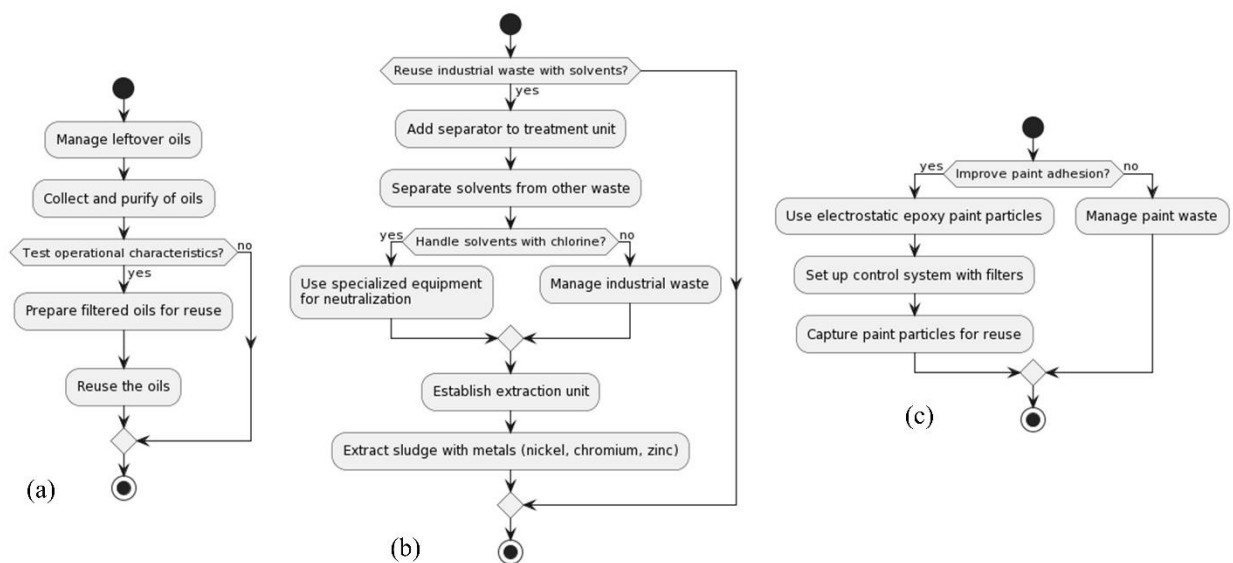 Manage leftover oils
Collect and purify of oils
Test operational characteristics?
no
yes
Prepare filtered oils for reuse
Reuse the oils
(a)
Reuse industrial waste with solvents?
yes
Add separator to treatment unit
Separate solvents from other waste
yes
Handle solvents with chlorine?
no
Use specialized equipment
for neutralization
Manage industrial waste
Establish extraction unit
Extract sludge with metals (nickel, chromium, zinc)
(b)
yes
Improve paint adhesion?
no
Use electrostatic epoxy paint particles
Manage paint waste
Set up control system with filters
Capture paint particles for reuse
(c)